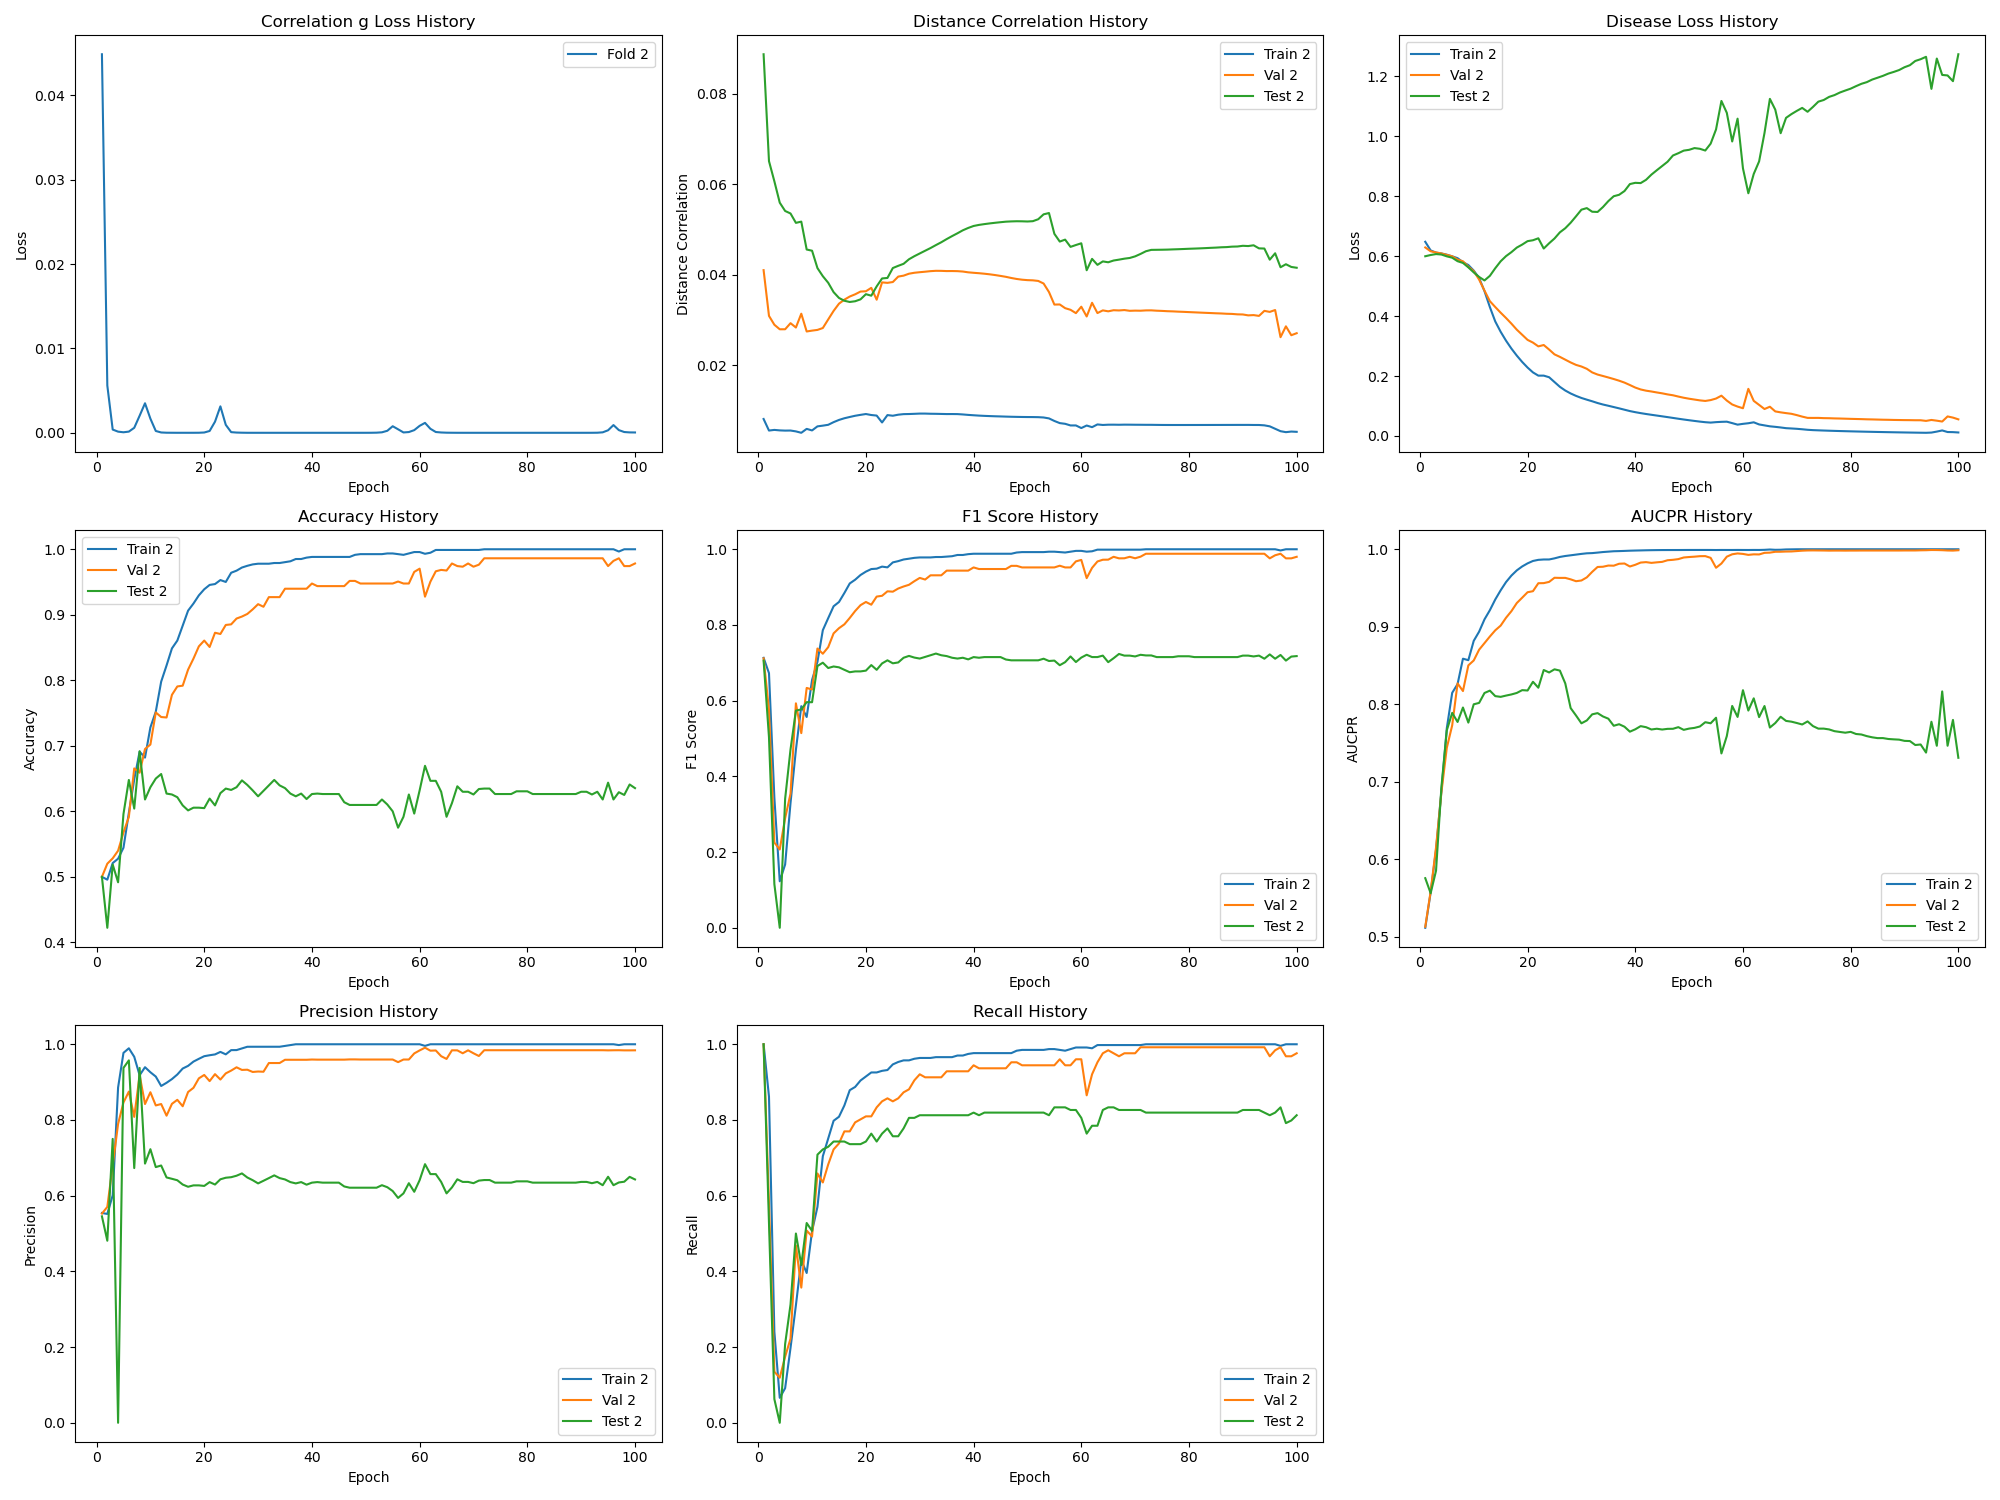 Correlation g Loss History
Loss
0.04
0.03
0.02
0.01
0.00
Fold 2
0 20 40 60 80 100
Epoch
Distance Correlation History
Distance Correlation
0.08
0.06
0.04
0.02
Train 2
Val 2
Test 2
0 20 40 60 80 100
Epoch
Disease Loss History
Loss
1.2
1.0
0.8
0.6
0.4
0.2
0.0
Train 2
Val 2
Test 2
0 20 40 60 80 100
Epoch
Accuracy History
Accuracy
1.0
0.9
0.8
0.7
0.6
0.5
0.4
Train 2
Val 2
Test 2
0 20 40 60 80 100
Epoch
F1 Score History
F1 Score
1.0
0.8
0.6
0.4
0.2
0.0
Train 2
Val 2
Test 2
0 20 40 60 80 100
Epoch
AUCPR History
AUCPR
1.0
0.9
0.8
0.7
0.6
0.5
Train 2
Val 2
Test 2
0 20 40 60 80 100
Epoch
Precision History
Precision
1.0
0.8
0.6
0.4
0.2
0.0
Train 2
Val 2
Test 2
0 20 40 60 80 100
Epoch
Recall History
Recall
1.0
0.8
0.6
0.4
0.2
0.0
Train 2
Val 2
Test 2
0 20 40 60 80 100
Epoch